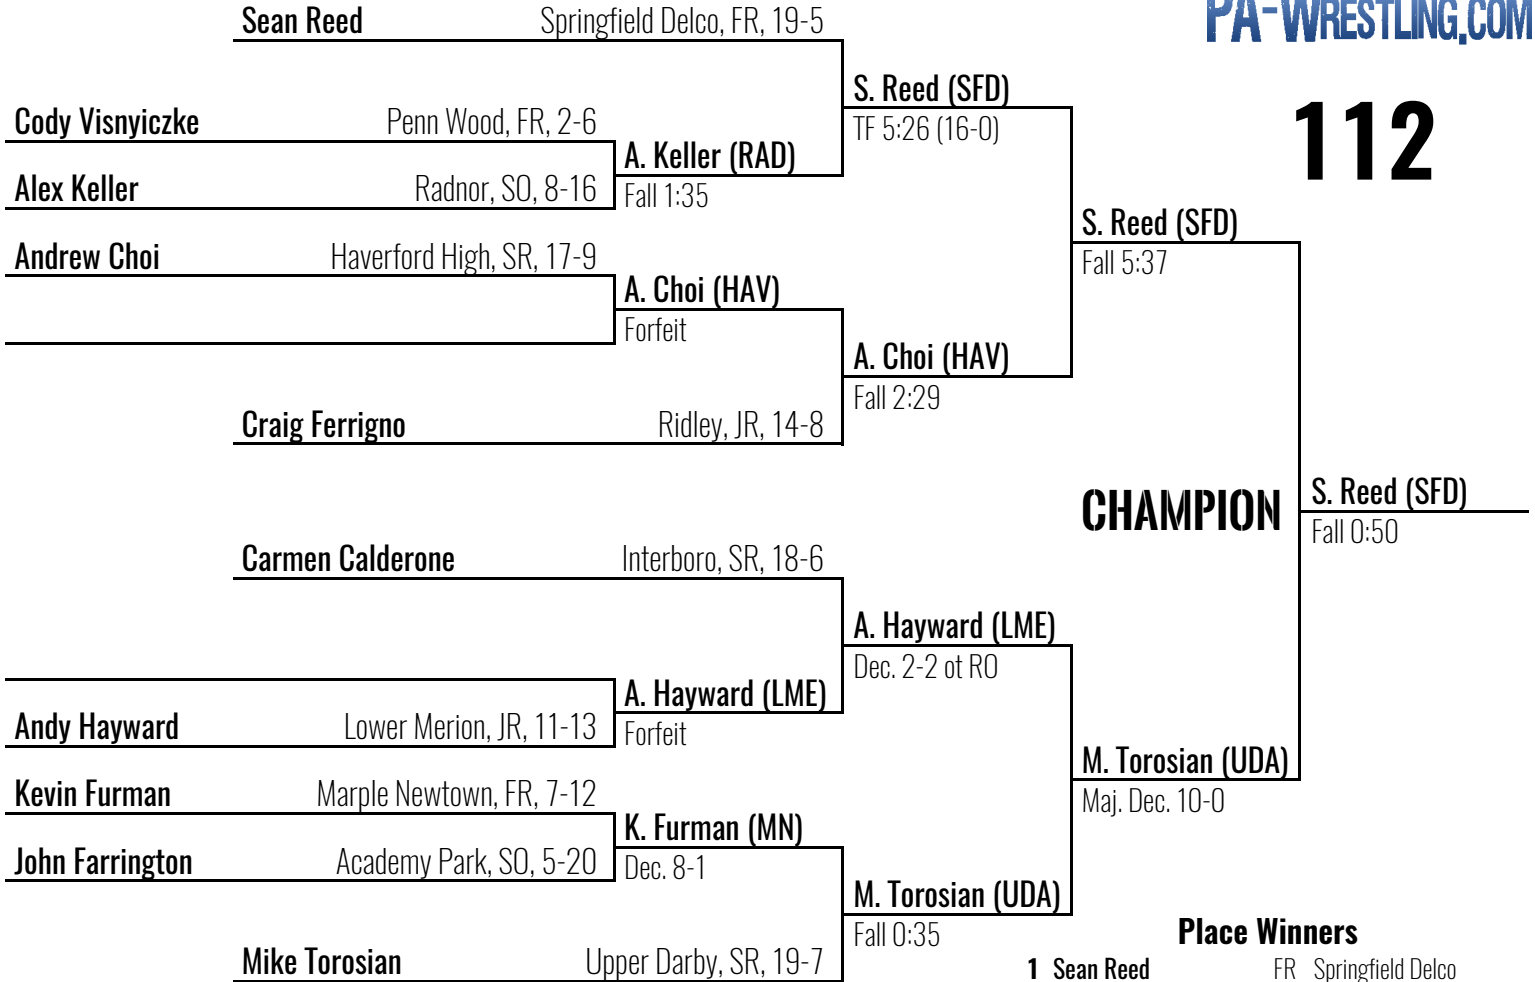 PA-WRESTLING.COM
112
Sean Reed Springfield Delco, FR, 19-5
S. Reed (SFD)
TF 5:26 (16-0)
Cody Visnyiczke Penn Wood, FR, 2-6
A. Keller (RAD)
Fall 1:35
Alex Keller Radnor, SO, 8-16
S. Reed (SFD)
Fall 5:37
Andrew Choi Haverford High, SR, 17-9
A. Choi (HAV)
Forfeit
A. Choi (HAV)
Fall 2:29
Craig Ferrigno Ridley, JR, 14-8
CHAMPION
S. Reed (SFD)
Fall 0:50
Carmen Calderone Interboro, SR, 18-6
A. Hayward (LME)
Dec. 2-2 ot RO
A. Hayward (LME)
Forfeit
Andy Hayward Lower Merion, JR, 11-13
M. Torosian (UDA)
Maj. Dec. 10-0
Kevin Furman Marple Newtown, FR, 7-12
K. Furman (MN)
Dec. 8-1
John Farrington Academy Park, SO, 5-20
M. Torosian (UDA)
Fall 0:35
Mike Torosian Upper Darby, SR, 19-7
Place Winners
1 Sean Reed FR Springfield Delco